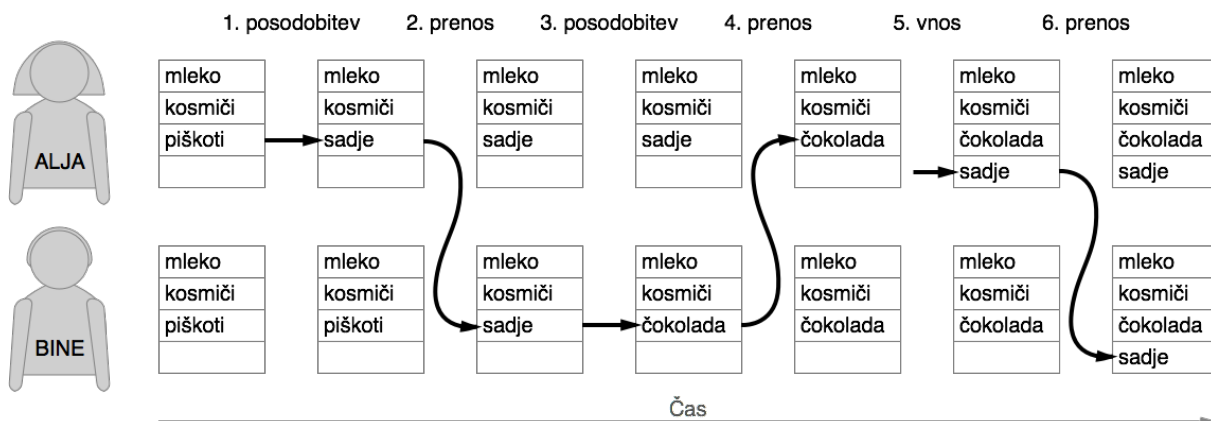 1. posodobitev 2. prenos 3. posodobitev 4. prenos 5. vnos 6. prenos
mleko mleko mleko mleko mleko mleko mleko
kosmiči kosmiči kosmiči kosmiči kosmiči kosmiči kosmiči
piškoti sadje sadje sadje čokolada čokolada čokolada
ALJA
sadje sadje
mleko mleko mleko mleko mleko mleko mleko
kosmiči kosmiči kosmiči kosmiči kosmiči kosmiči kosmiči
piškoti piškoti sadje čokolada čokolada čokolada čokolada
BINE
sadje
Čas